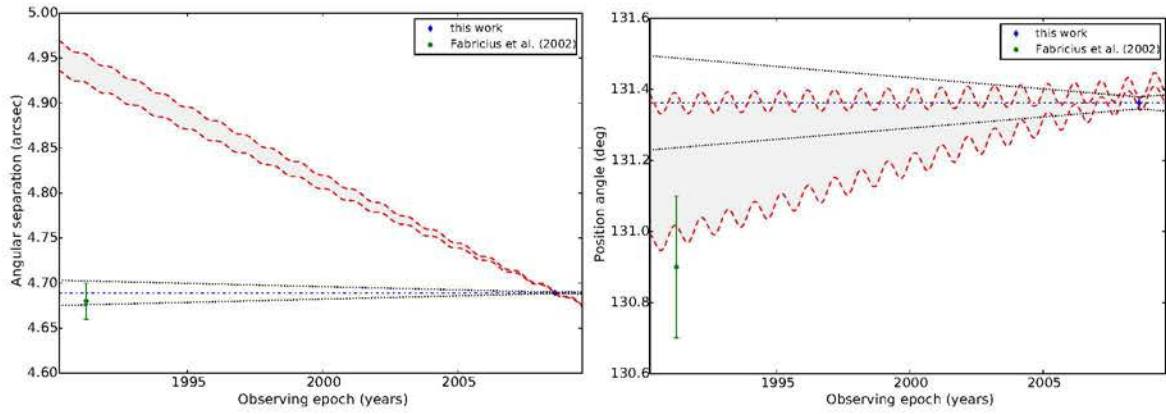 5.00
4.95
4.90
4.85
4.80
4.75
4.70
4.65
4.60
Angular separation (arcsec)
1995
2000
2005
Observing epoch (years)
this work
Fabricius et al. (2002)
131.6
131.4
131.2
131.0
130.8
130.6
Position angle (deg)
1995
2000
2005
Observing epoch (years)
this work
Fabricius et al. (2002)